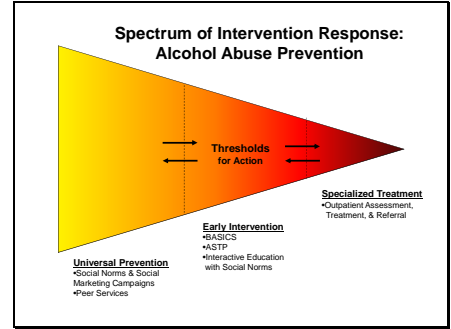 Spectrum of Intervention Response:
Alcohol Abuse Prevention
Thresholds
for Action
Specialized Treatment
•Outpatient Assessment,
Treatment, & Referral
Early Intervention
•BASICS
•ASTP
•Interactive Education
with Social Norms
Universal Prevention
•Social Norms & Social
Marketing Campaigns
•Peer Services